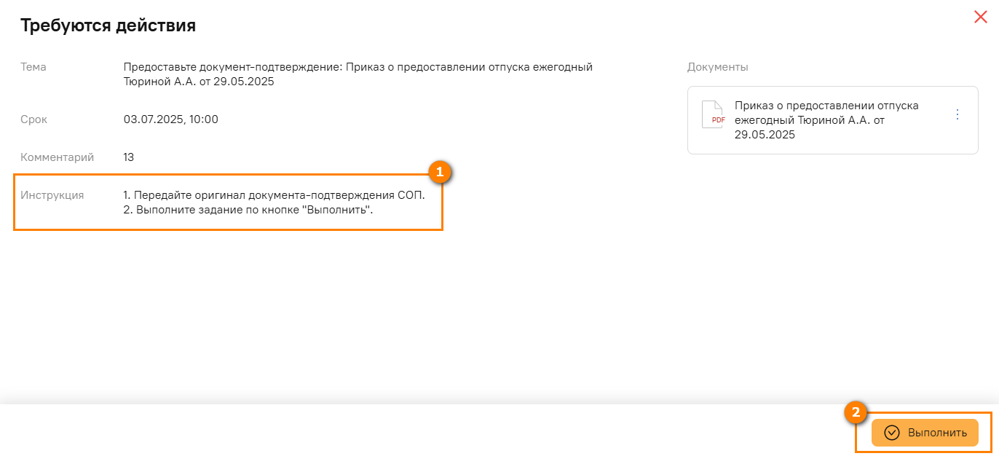 Требуются действия
Тема
Предоставьте документ-подтверждение: Приказ о предоставлении отпуска ежегодный
Тюриной А.А. от 29.05.2025
Срок
03.07.2025, 10:00
Комментарий
13
1
Инструкция
1. Передайте оригинал документа-подтверждения СОП.
2. Выполните задание по кнопке "Выполнить".
Документы
PDF
Приказ о предоставлении отпуска
ежегодный Тюриной А.А. от
29.05.2025
2
Выполнить